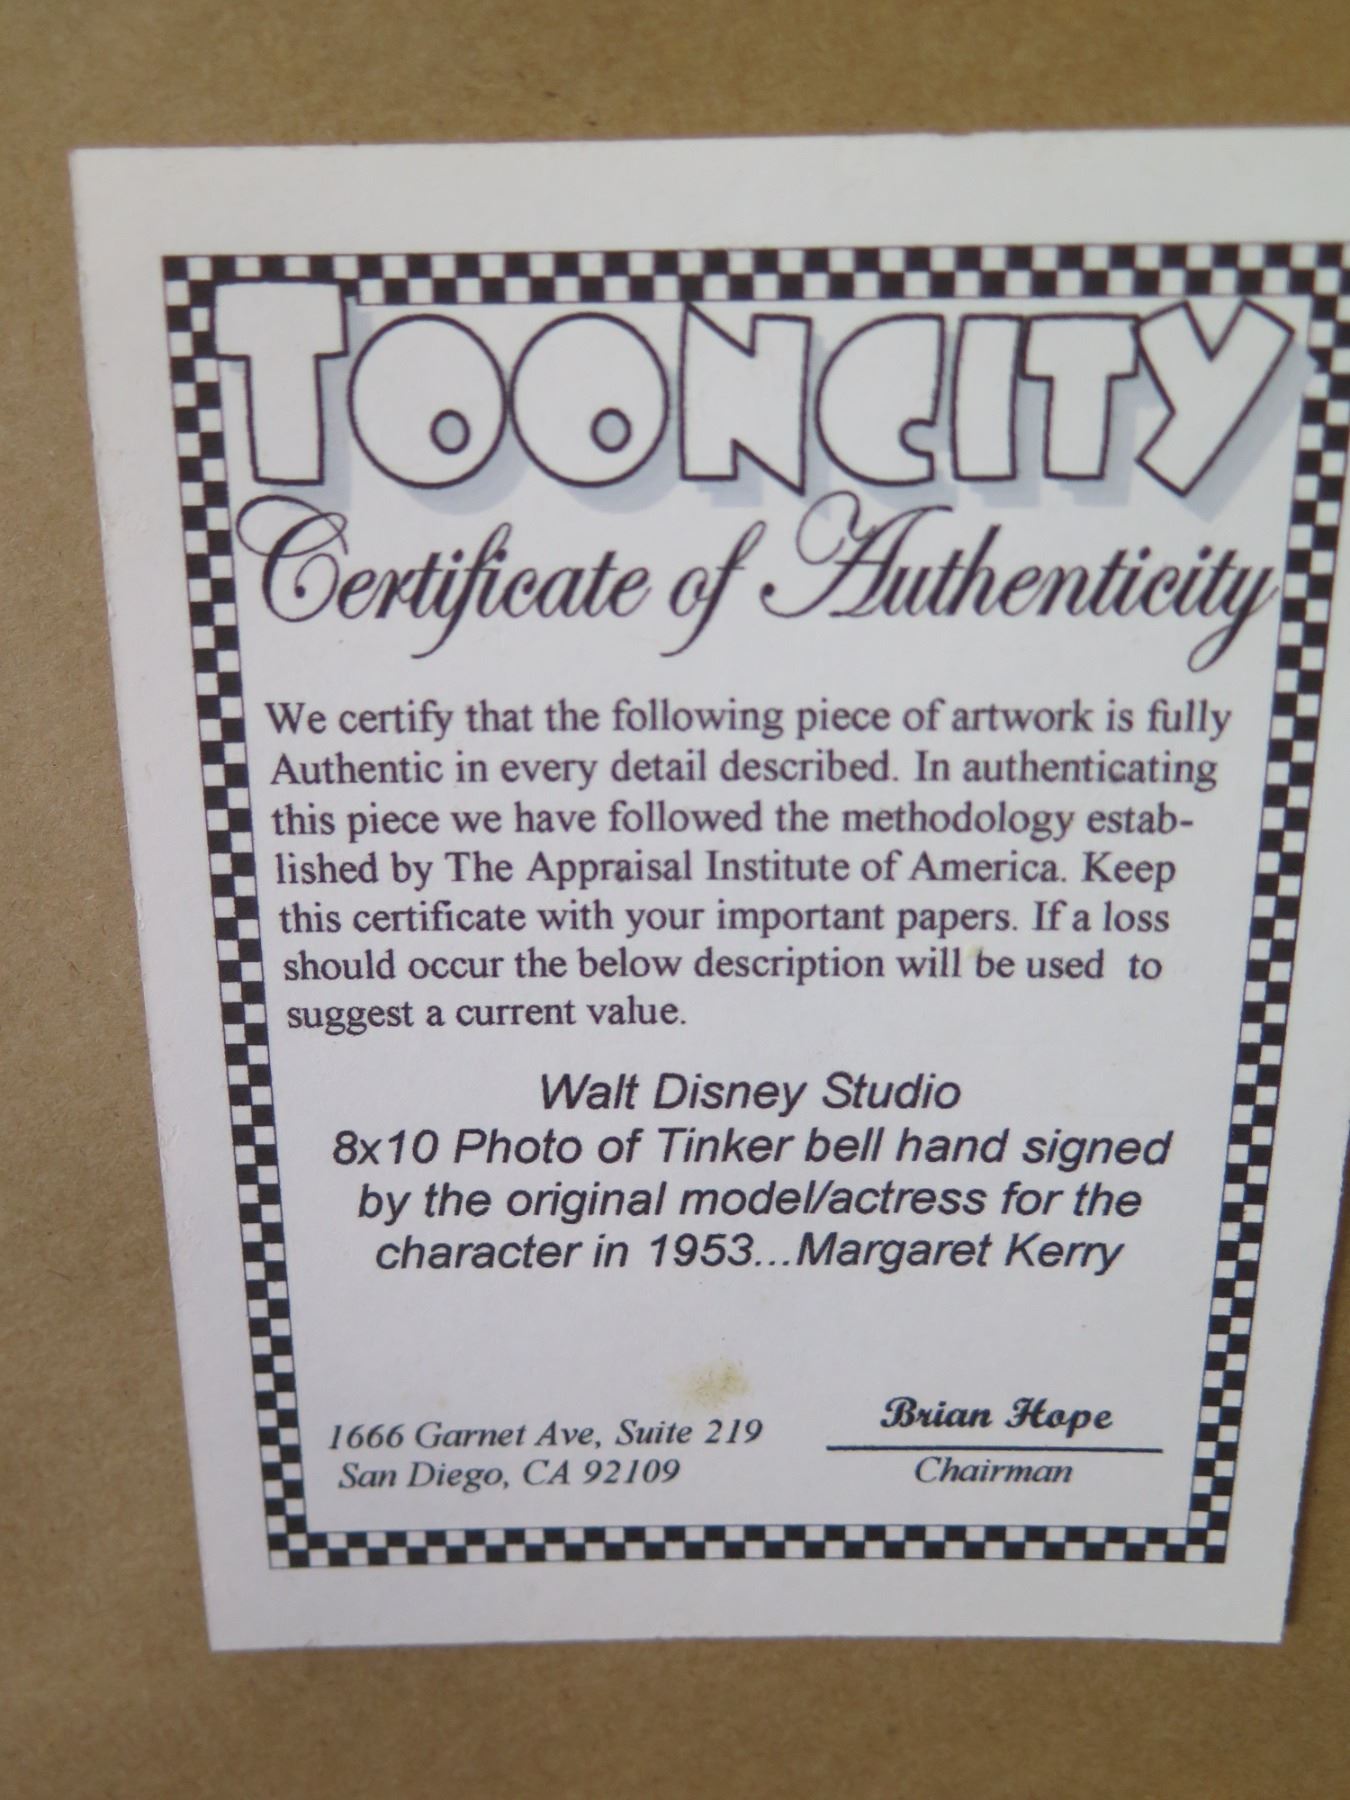 TOONCITY
Certificate of Authenticity
We certify that the following piece of artwork is fully
Authentic in every detail described. In authenticating
this piece we have followed the methodology estab-
lished by The Appraisal Institute of America. Keep
this certificate with your important papers. If a loss
should occur the below description will be used to
suggest a current value.
Walt Disney Studio
8x10 Photo of Tinker bell hand signed
by the original model/actress for the
character in 1953...Margaret Kerry
1666 Garnet Ave, Suite 219
San Diego, CA 92109
Brian Hope
Chairman